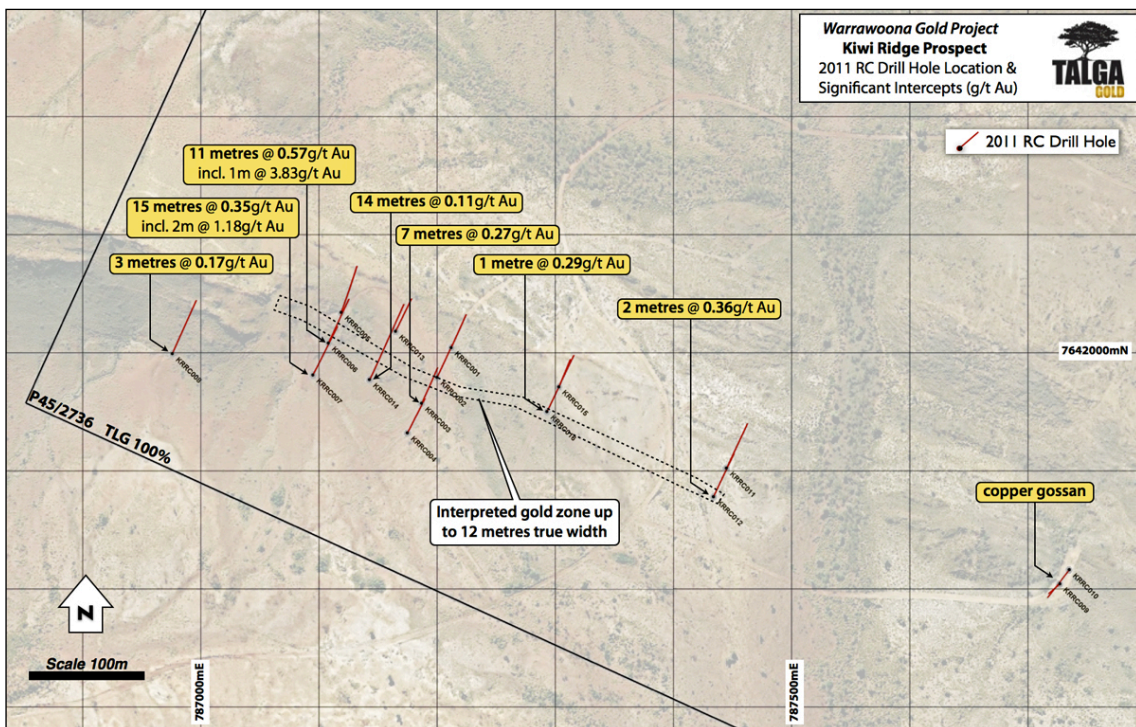 Warrawoona Gold Project
Kiwi Ridge Prospect
2011 RC Drill Hole Location &
Significant Intercepts (g/t Au)
TALGA
GOLD
2011 RC Drill Hole
11 metres @ 0.57g/t Au
incl. 1m @ 3.83g/t Au
15 metres @ 0.35g/t Au
incl. 2m @ 1.18g/t Au
14 metres @ 0.11g/t Au
7 metres @ 0.27g/t Au
3 metres @ 0.17g/t Au
1 metre @ 0.29g/t Au
2 metres @ 0.36g/t Au
7642000mN
KRRC008
KRRC005
KRRC006
KRRC007
KRRC013
KRRC014
KRRC001
KRRC002
KRRC003
KRRC004
KRRC015
KRRC011
KRRC012
P45/2736 TLG 100%
Interpreted gold zone up
to 12 metres true width
copper gossan
KRRC010
KRRC009
N
Scale 100m
787000mE
787500mE